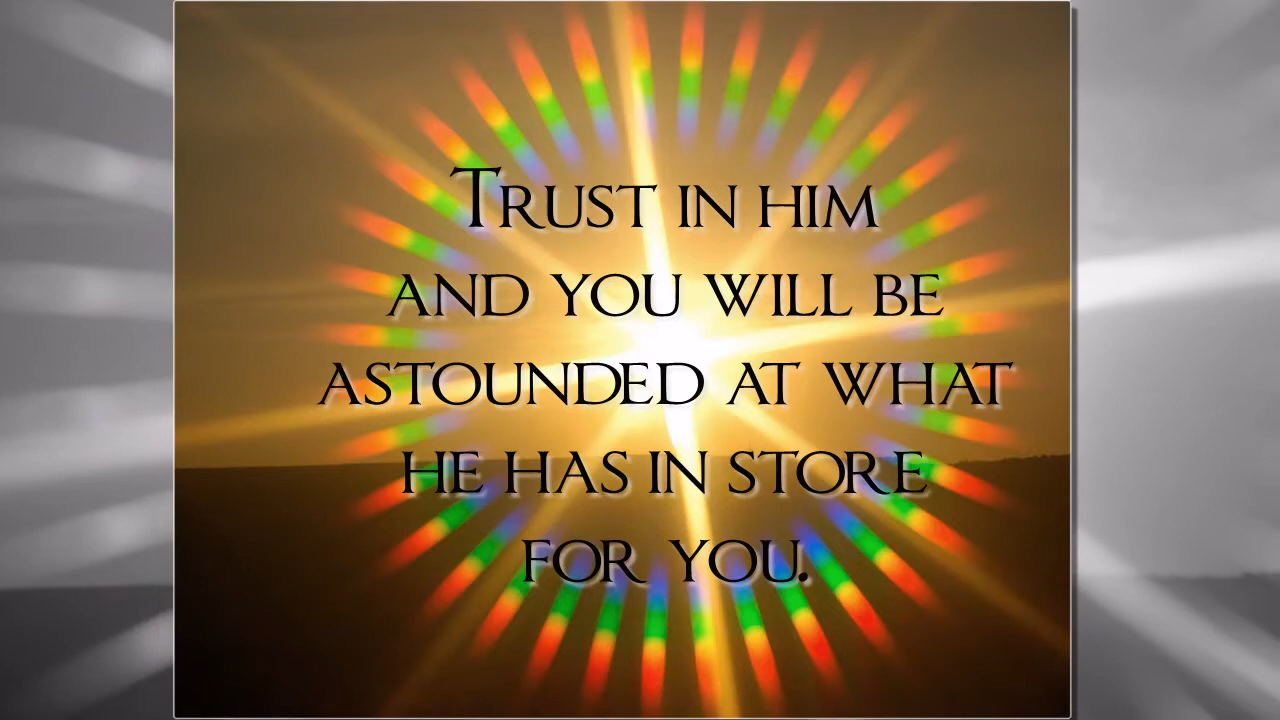 Trust in him
and you will be
astounded at what
he has in store
for you.